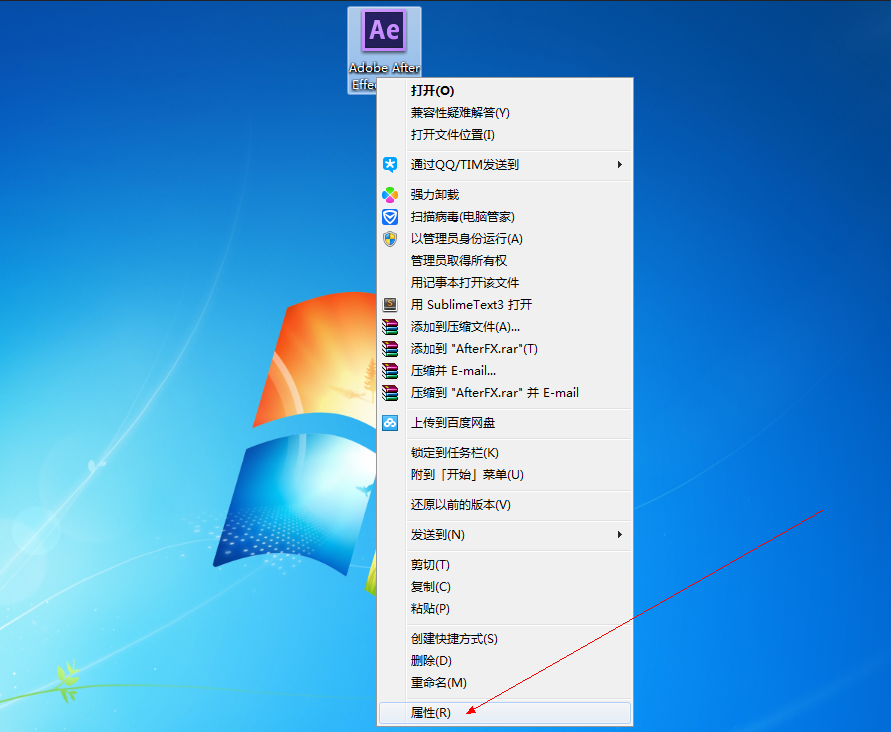 Ae
Adobe After
打开(O)
兼容性疑难解答(Y)
打开文件位置(I)
通过QQ/TIM发送到
强力卸载
扫描病毒(电脑管家)
以管理员身份运行(A)
管理员取得所有权
用记事本打开该文件
用 SublimeText3 打开
添加到压缩文件(A)...
添加到 "AfterFX.rar"(T)
压缩并 E-mail...
压缩到 "AfterFX.rar" 并 E-mail
上传到百度网盘
锁定到任务栏(K)
附到「开始」菜单(U)
还原以前的版本(V)
发送到(N)
剪切(T)
复制(C)
粘贴(P)
创建快捷方式(S)
删除(D)
重命名(M)
属性(R)